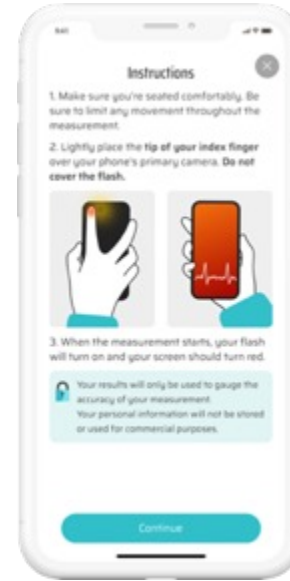 9:41
Instructions
1. Make sure you're seated comfortably. Be
sure to limit any movement throughout the
measurement.
2. Lightly place the tip of your index finger
over your phone's primary camera. Do not
cover the flash.
3. When the measurement starts, your flash
will turn on and your screen should turn red.
Your results will only be used to gauge the
accuracy of your measurement.
Your personal information will not be stored
or used for commercial purposes.
Continue